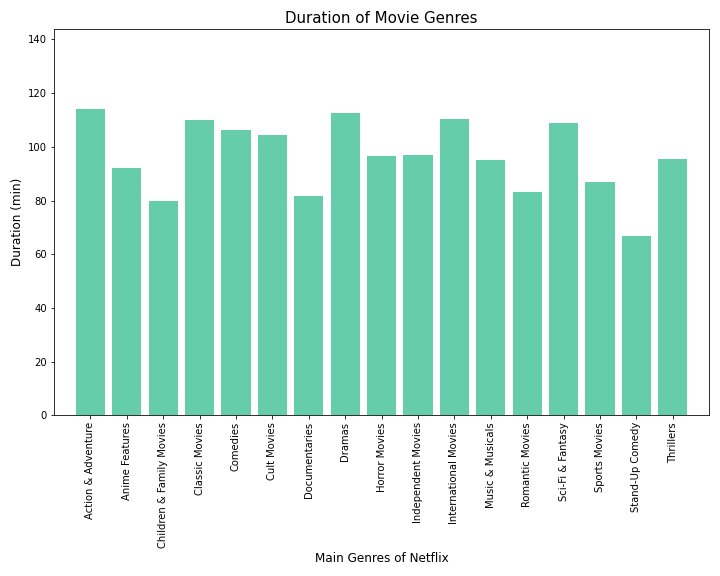 Duration of Movie Genres
Duration (min)
140
120
100
80
60
40
20
0
Action & Adventure
Anime Features
Children & Family Movies
Classic Movies
Comedies
Cult Movies
Documentaries
Dramas
Horror Movies
Independent Movies
International Movies
Music & Musicals
Romantic Movies
Sci-Fi & Fantasy
Sports Movies
Stand-Up Comedy
Thrillers
Main Genres of Netflix